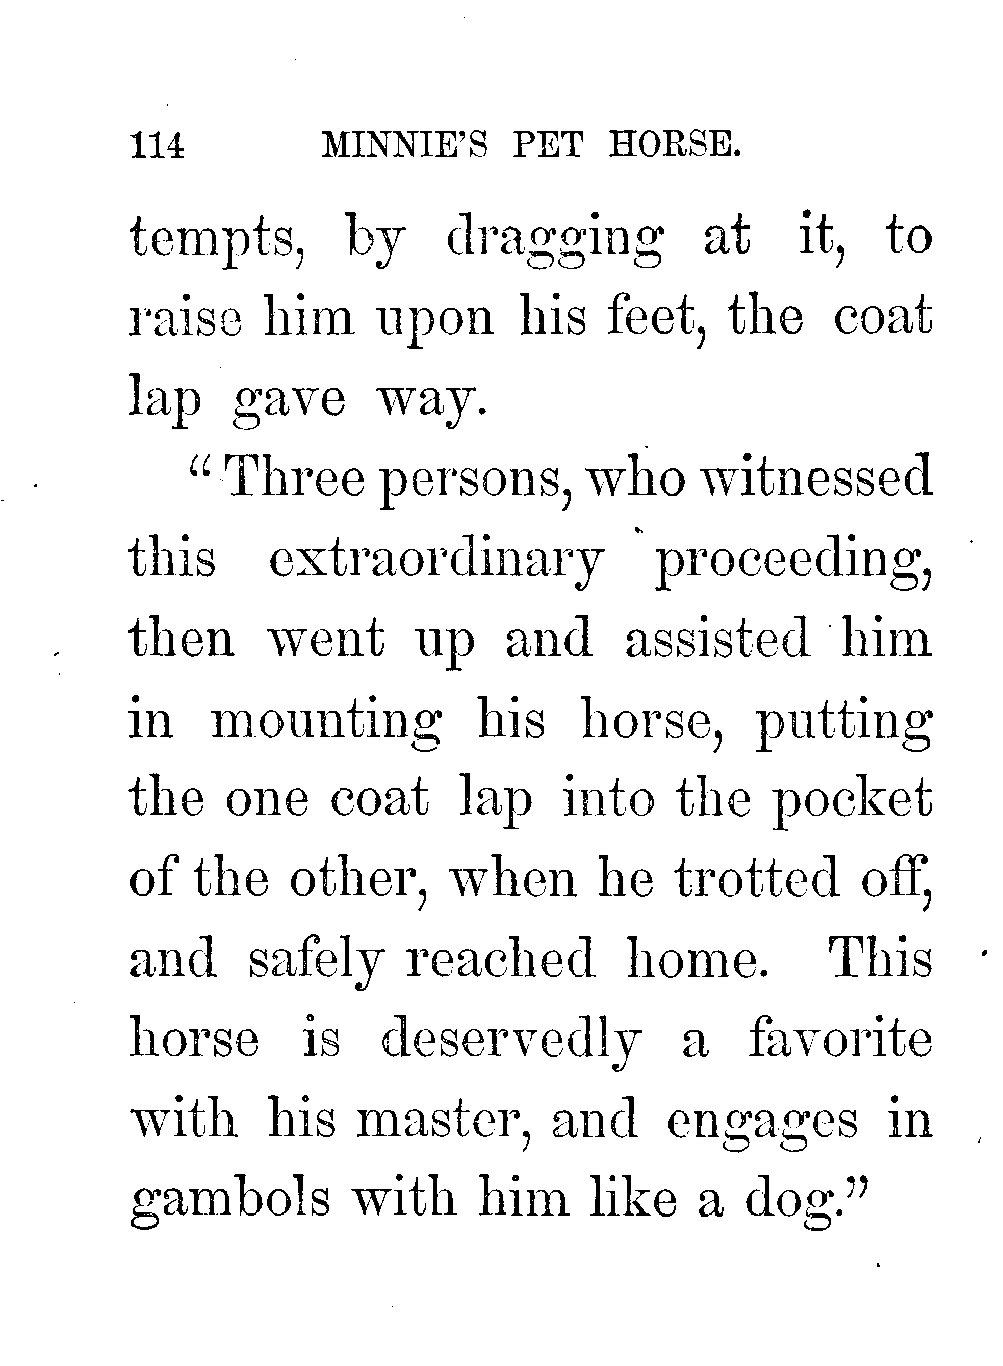 114 MINNIE'S PET HORSE.
tempts, by dragging at it, to
raise him upon his feet, the coat
lap gave way.
"Three persons, who witnessed
this extraordinary proceeding,
then went up and assisted him
in mounting his horse, putting
the one coat lap into the pocket
of the other, when he trotted off,
and safely reached home. This
horse is deservedly a favorite
with his master, and engages in
gambols with him like a dog."